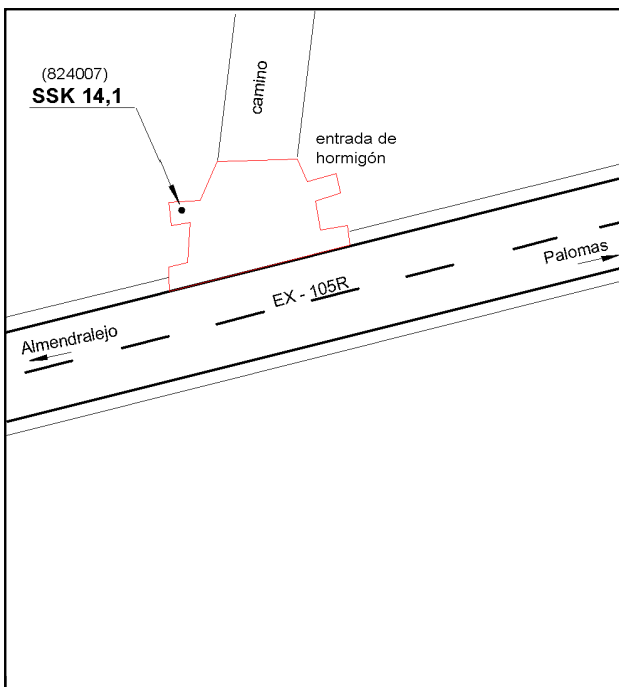 (824007)
SSK 14,1
camino
entrada de
hormigón
Palomas
EX - 105R
Almendralejo